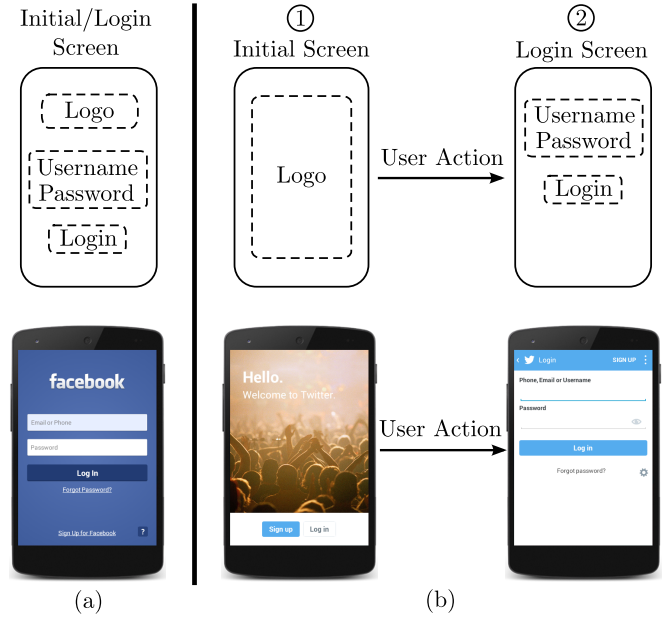 Initial/Login
Screen
Logo
Username
Password
Login
facebook
Email or Phone
Password
Log In
Forgot Password?
Sign Up for Facebook
?
(a)
1
Initial Screen
Logo
User Action
2
Login Screen
Username
Password
Login
Hello.
Welcome to Twitter.
Sign up
Log in
User Action
Login
SIGN UP
Phone, Email or Username
Password
Log in
Forgot password?
(b)